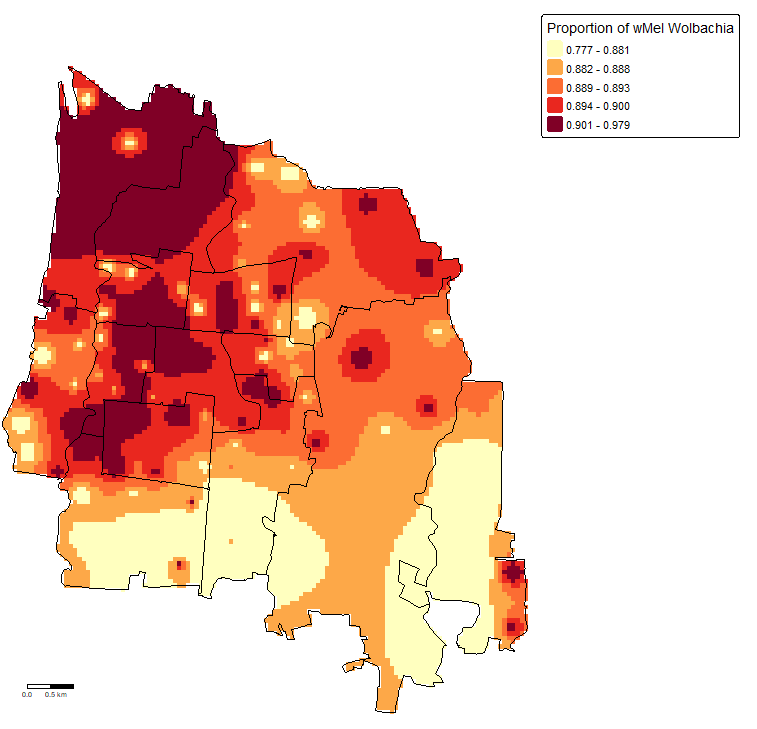 Proportion of wMel Wolbachia
0.777 - 0.881
0.882 - 0.888
0.889 - 0.893
0.894 - 0.900
0.901 - 0.979
0.0 0.5 km